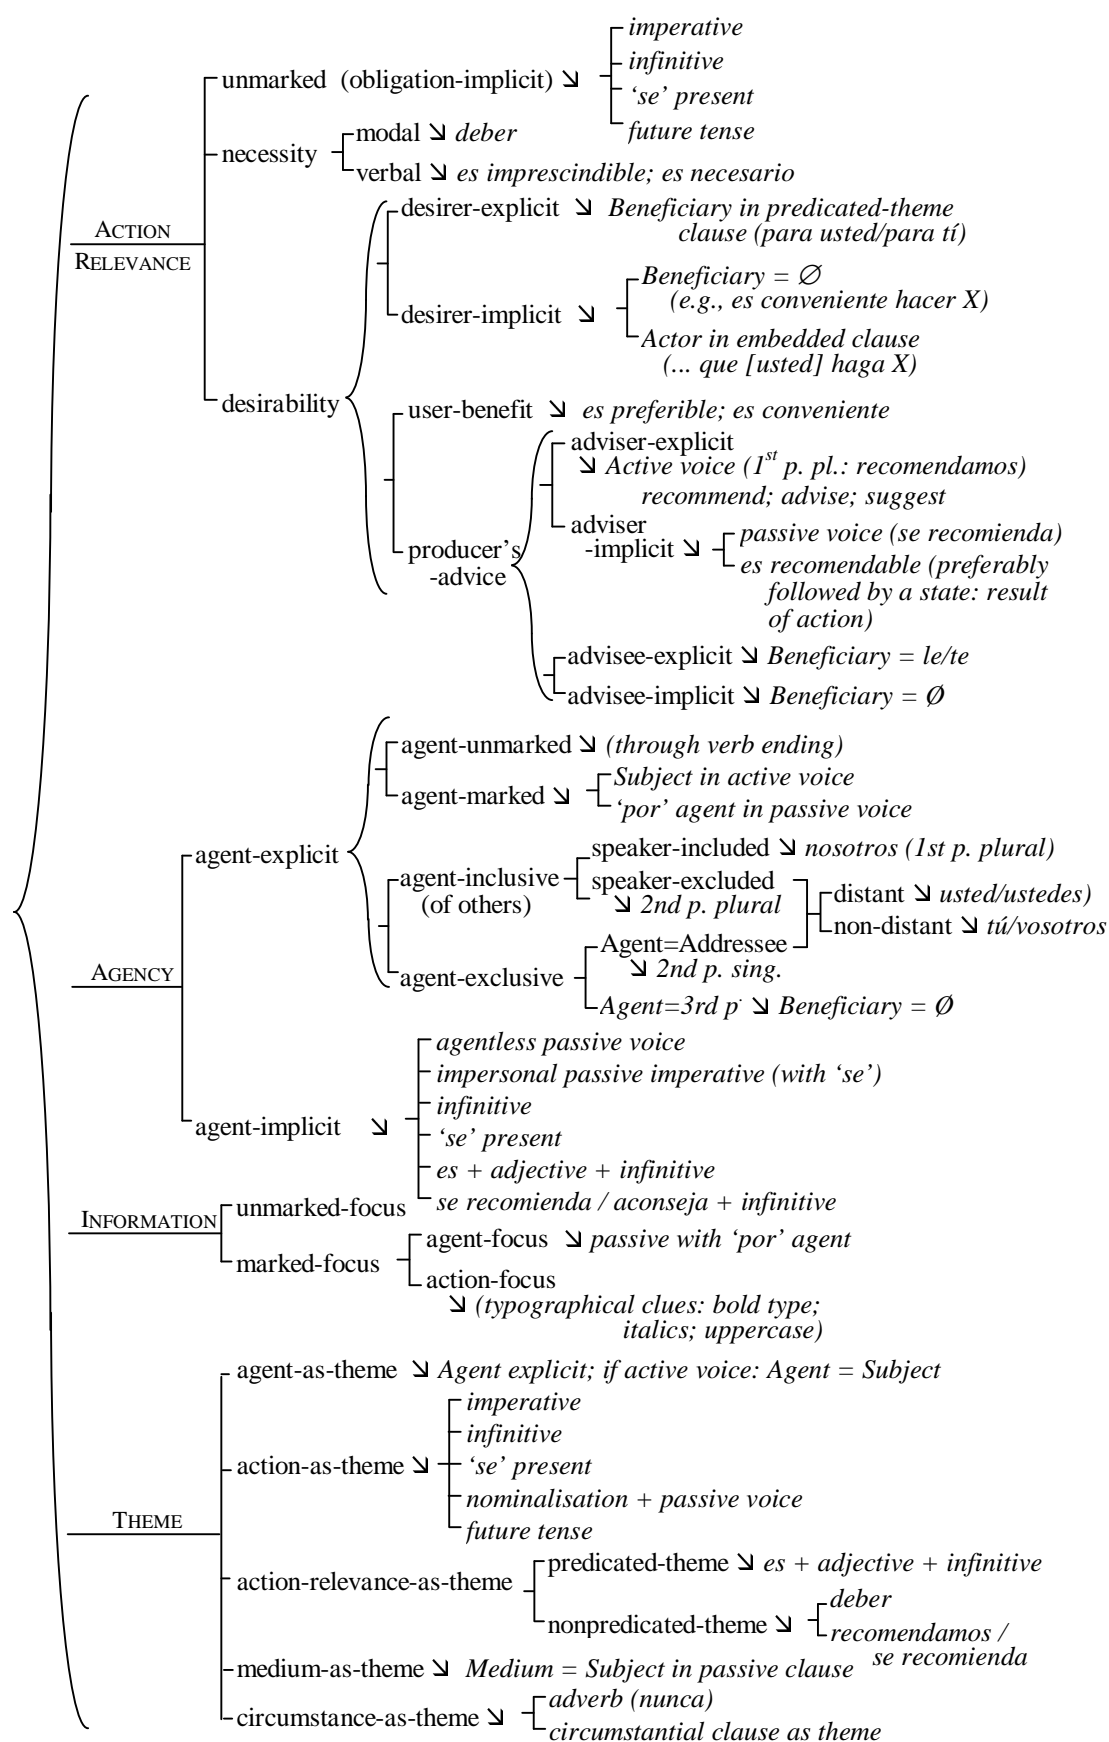 imperative
unmarked (obligation-implicit) ↘ infinitive
‘se’ present
future tense
necessity
modal ↘ deber
verbal ↘ es imprescindible; es necesario
ACTION
RELEVANCE
desirer-explicit ↘ Beneficiary in predicated-theme
clause (para usted/para tí)
desirer-implicit ↘
Beneficiary = ∅
(e.g., es conveniente hacer X)
Actor in embedded clause
(... que [usted] haga X)
desirability
user-benefit ↘ es preferible; es conveniente
adviser-explicit
↘ Active voice (1st p. pl.: recomendamos)
recommend; advise; suggest
producer’s
-advice
adviser
-implicit ↘
passive voice (se recomienda)
es recomendable (preferably
followed by a state: result
of action)
advisee-explicit ↘ Beneficiary = le/te
advisee-implicit ↘ Beneficiary = Ø
agent-unmarked ↘ (through verb ending)
agent-marked ↘
Subject in active voice
‘por’ agent in passive voice
agent-explicit
agent-inclusive
(of others)
speaker-included ↘ nosotros (1st p. plural)
speaker-excluded
↘ 2nd p. plural
distant ↘ usted/ustedes)
non-distant ↘ tú/vosotros
agent-exclusive
Agent=Addressee
↘ 2nd p. sing.
Agent=3rd p. ↘ Beneficiary = Ø
AGENCY
agent-implicit ↘
agentless passive voice
impersonal passive imperative (with ‘se’)
infinitive
‘se’ present
es + adjective + infinitive
se recomienda / aconseja + infinitive
INFORMATION
unmarked-focus
marked-focus
agent-focus ↘ passive with ‘por’ agent
action-focus
↘ (typographical clues: bold type;
italics; uppercase)
THEME
agent-as-theme ↘ Agent explicit; if active voice: Agent = Subject
action-as-theme ↘
imperative
infinitive
‘se’ present
nominalisation + passive voice
future tense
action-relevance-as-theme
predicated-theme ↘ es + adjective + infinitive
nonpredicated-theme ↘
deber
recomendamos /
se recomienda
medium-as-theme ↘ Medium = Subject in passive clause
circumstance-as-theme ↘
adverb (nunca)
circumstantial clause as theme